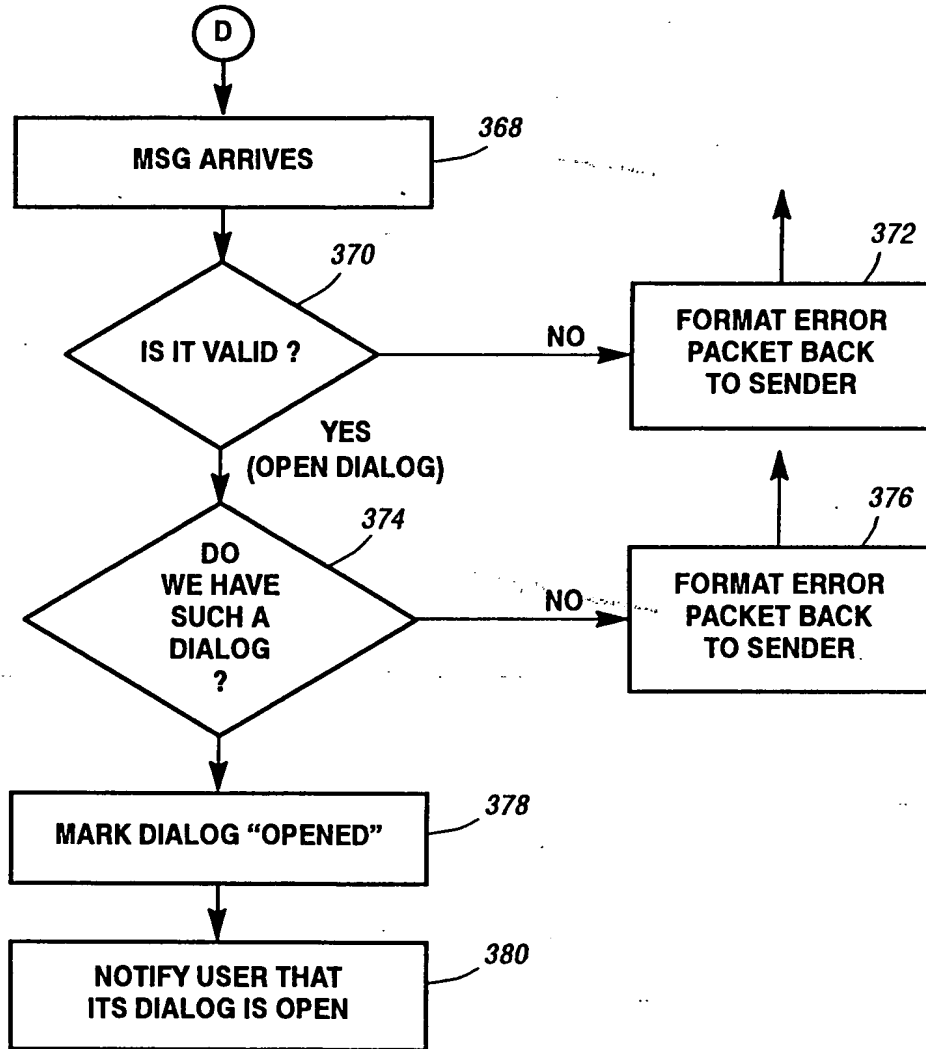 D
MSG ARRIVES
368
370
IS IT VALID ?
NO
372
FORMAT ERROR
PACKET BACK
TO SENDER
YES
(OPEN DIALOG)
374
DO
WE HAVE
SUCH A
DIALOG
?
NO
376
FORMAT ERROR
PACKET BACK
TO SENDER
378
MARK DIALOG “OPENED”
380
NOTIFY USER THAT
ITS DIALOG IS OPEN